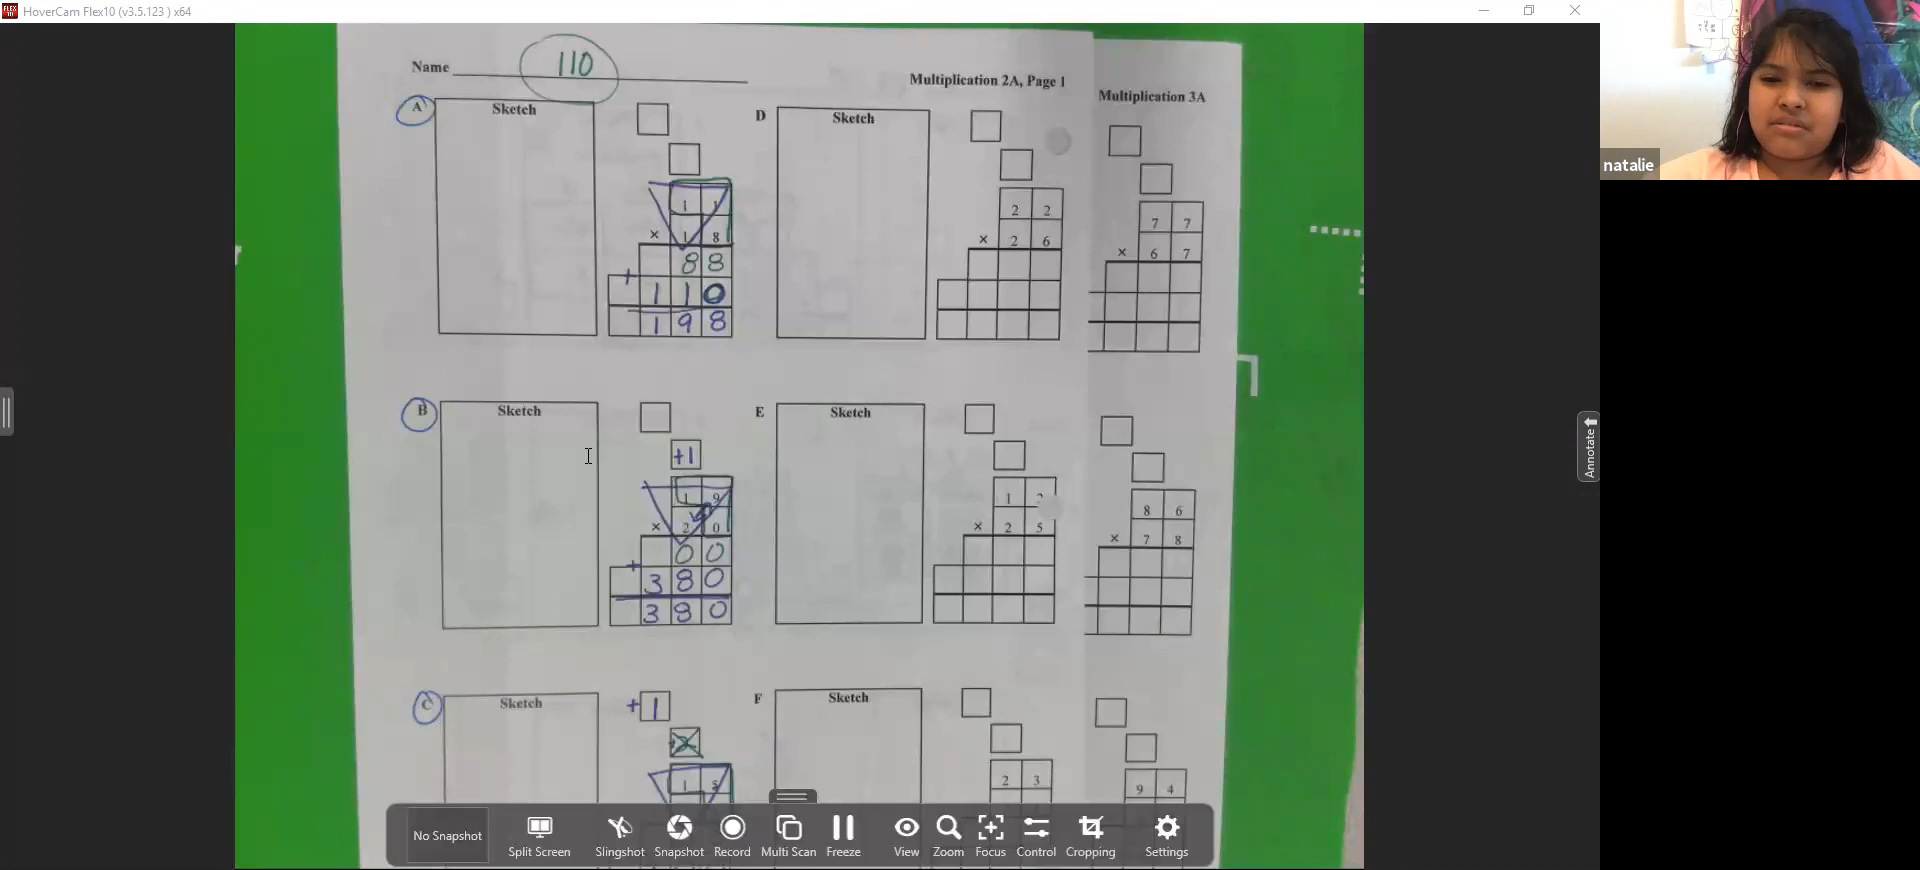 HoverCam Flex10 (v3.5.123 ) x64
Name 110
Multiplication 2A, Page 1
Multiplication 3A
natalie
A
Sketch
1 1
× 1 8
8 8
+ 1 1 0
1 9 8
D
Sketch
2 2
× 2 6
7 7
× 6 7
B
Sketch
+1
1 9
× 2 0
0 0
+ 3 8 0
3 8 0
E
Sketch
1 2
× 2 5
8 6
× 7 8
C
Sketch
+ 1
1 5
F
Sketch
2 3
9 4
Annotate
No Snapshot
Split Screen
Slingshot
Snapshot
Record
Multi Scan
Freeze
View
Zoom
Focus
Control
Cropping
Settings